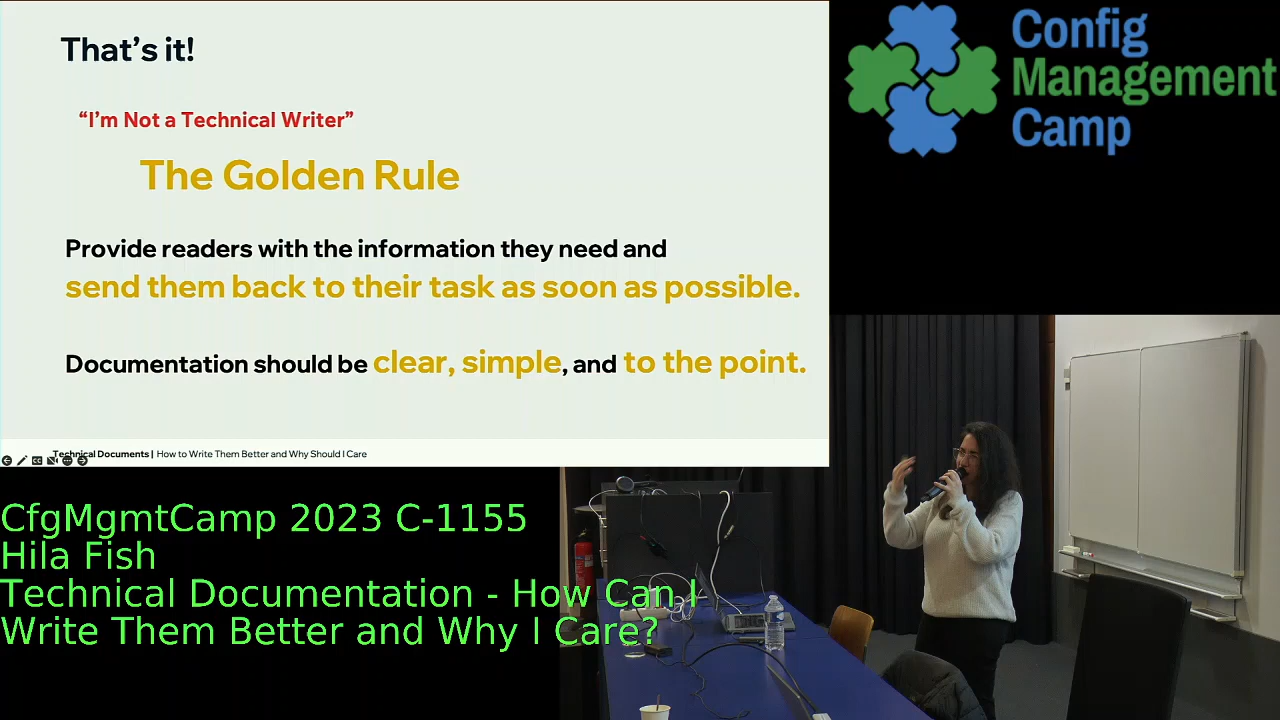 That's it!
“I'm Not a Technical Writer”
The Golden Rule
Provide readers with the information they need and
send them back to their task as soon as possible.
Documentation should be clear, simple, and to the point.
Technical Documents | How to Write Them Better and Why Should I Care
Config
Management
Camp
CfgMgmtCamp 2023 C-1155
Hila Fish
Technical Documentation - How Can I
Write Them Better and Why I Care?